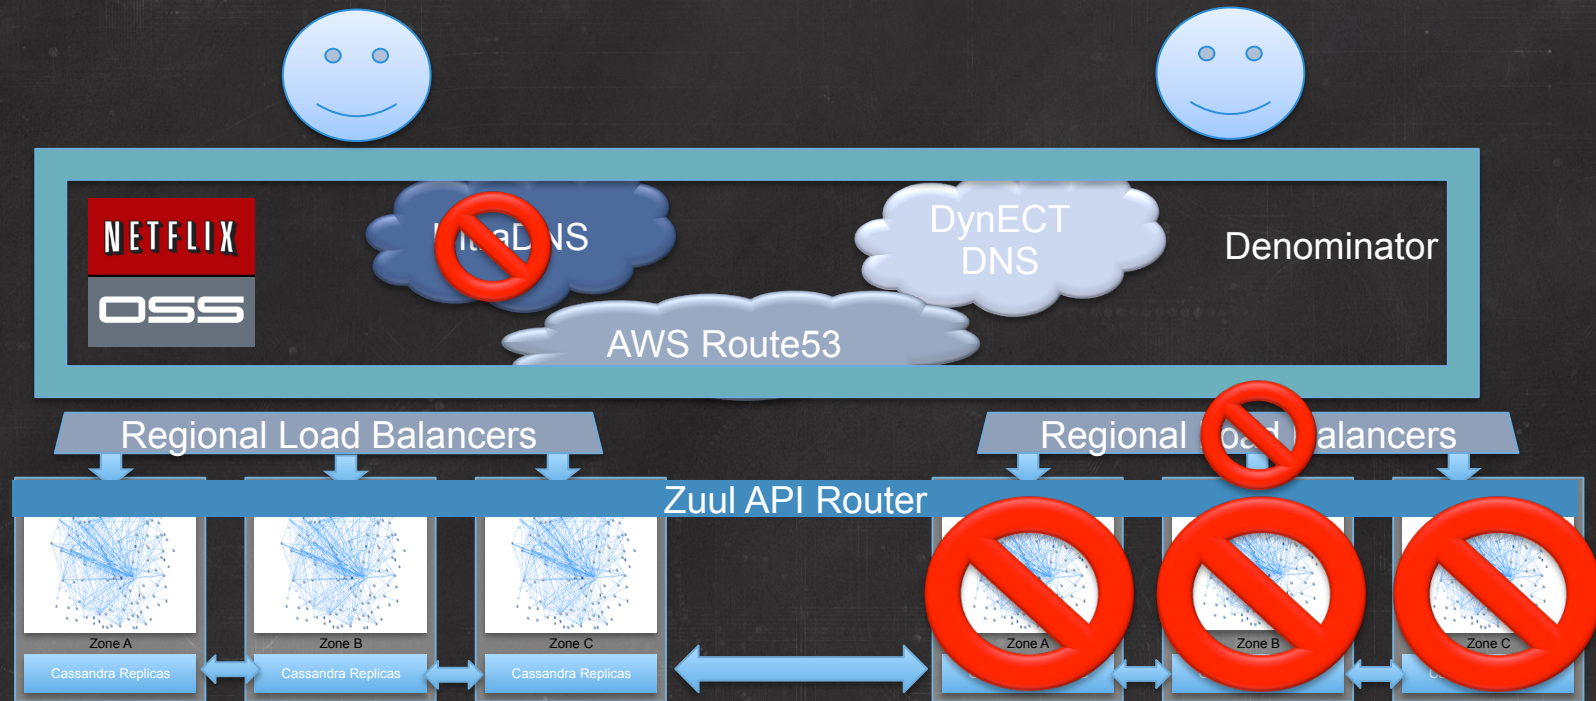 NETFLIX
OSS
DNS
DynECT
DNS
Denominator
AWS Route53
Regional Load Balancers
Regional
Zuul API Router
Zone A
Zone B
Zone C
Zone A
Zone B
Zone C
Cassandra Replicas
Cassandra Replicas
Cassandra Replicas